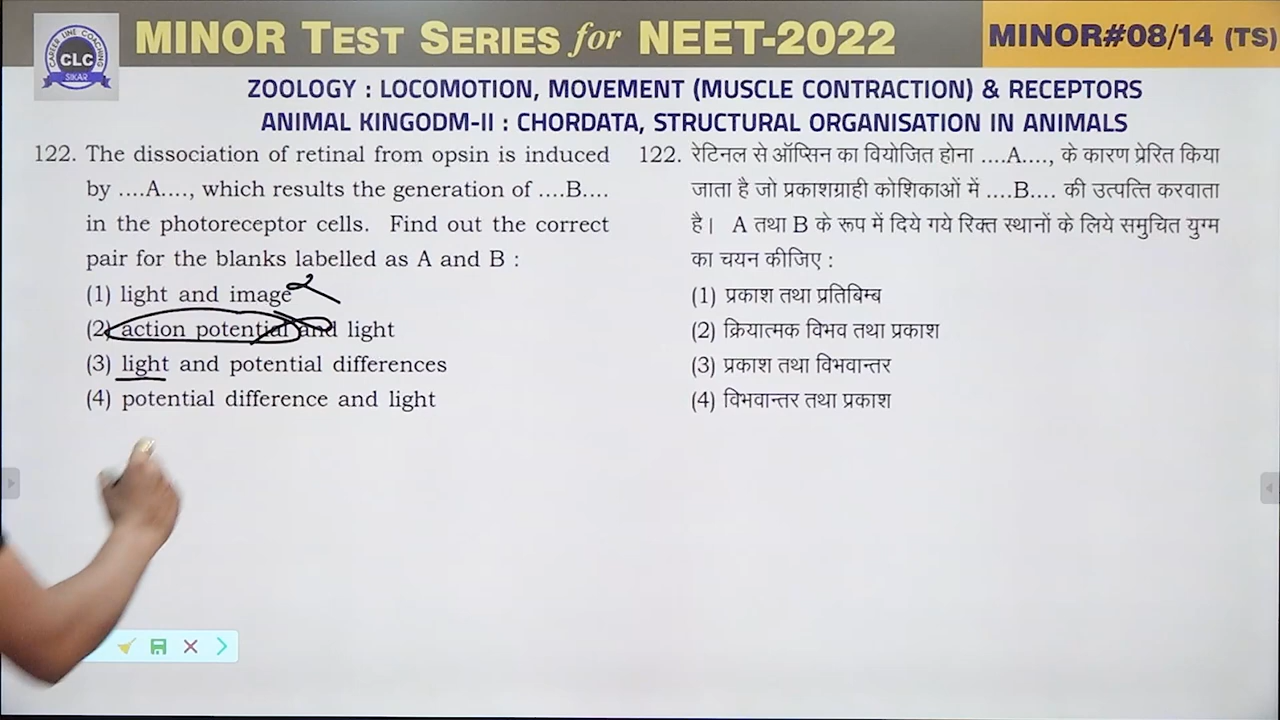 CAREER LINE COACHING
CLC
SIKAR
MINOR TEST SERIES for NEET-2022
MINOR#08/14 (TS)
ZOOLOGY : LOCOMOTION, MOVEMENT (MUSCLE CONTRACTION) & RECEPTORS
ANIMAL KINGODM-II : CHORDATA, STRUCTURAL ORGANISATION IN ANIMALS
122. The dissociation of retinal from opsin is induced
by ....A...., which results the generation of ....B....
in the photoreceptor cells. Find out the correct
pair for the blanks labelled as A and B :
(1) light and image
(2) action potential and light
(3) light and potential differences
(4) potential difference and light
122. रेटिनल से ऑप्सिन का वियोजित होना ....A...., के कारण प्रेरित किया
जाता है जो प्रकाशग्राही कोशिकाओं में ....B.... की उत्पत्ति करवाता
है। A तथा B के रूप में दिये गये रिक्त स्थानों के लिये समुचित युग्म
का चयन कीजिए :
(1) प्रकाश तथा प्रतिबिम्ब
(2) क्रियात्मक विभव तथा प्रकाश
(3) प्रकाश तथा विभवान्तर
(4) विभवान्तर तथा प्रकाश